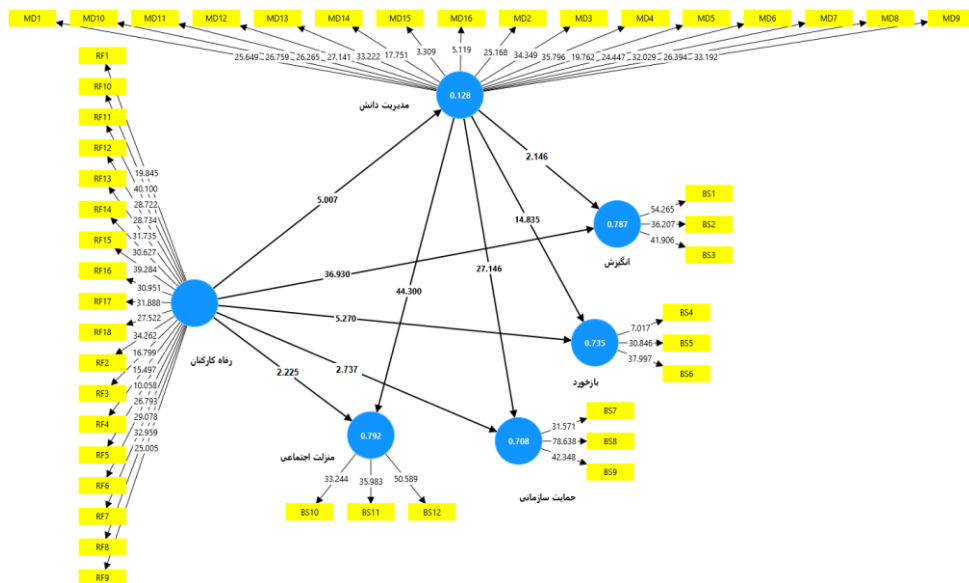 MD1 MD10 MD11 MD12 MD13 MD14 MD15 MD16 MD2 MD3 MD4 MD5 MD6 MD7 MD8 MD9
25.649 26.759 26.265 27.141 33.222 17.751 3.309 5.119 25.168 34.349 35.796 19.762 24.447 32.029 26.394 33.192
0.128
مدیریت دانش
RF1
RF10
RF11
RF12
RF13
RF14
RF15
RF16
RF17
RF18
RF2
RF3
RF4
RF5
RF6
RF7
RF8
RF9
19.845
40.100
28.722
28.734
31.735
30.627
39.284
30.951
31.888
27.522
34.262
16.799
15.497
10.058
26.793
29.078
32.959
25.005
رفاه کارکنان
5.007
2.146
14.835
27.146
44.300
36.930
5.270
2.737
2.225
0.787
انگیزش
54.265
36.207
41.906
BS1
BS2
BS3
0.735
بازخورد
7.017
30.846
37.997
BS4
BS5
BS6
0.708
حمایت سازمانی
31.571
78.638
42.348
BS7
BS8
BS9
0.792
منزلت اجتماعی
33.244 35.983 50.589
BS10 BS11 BS12